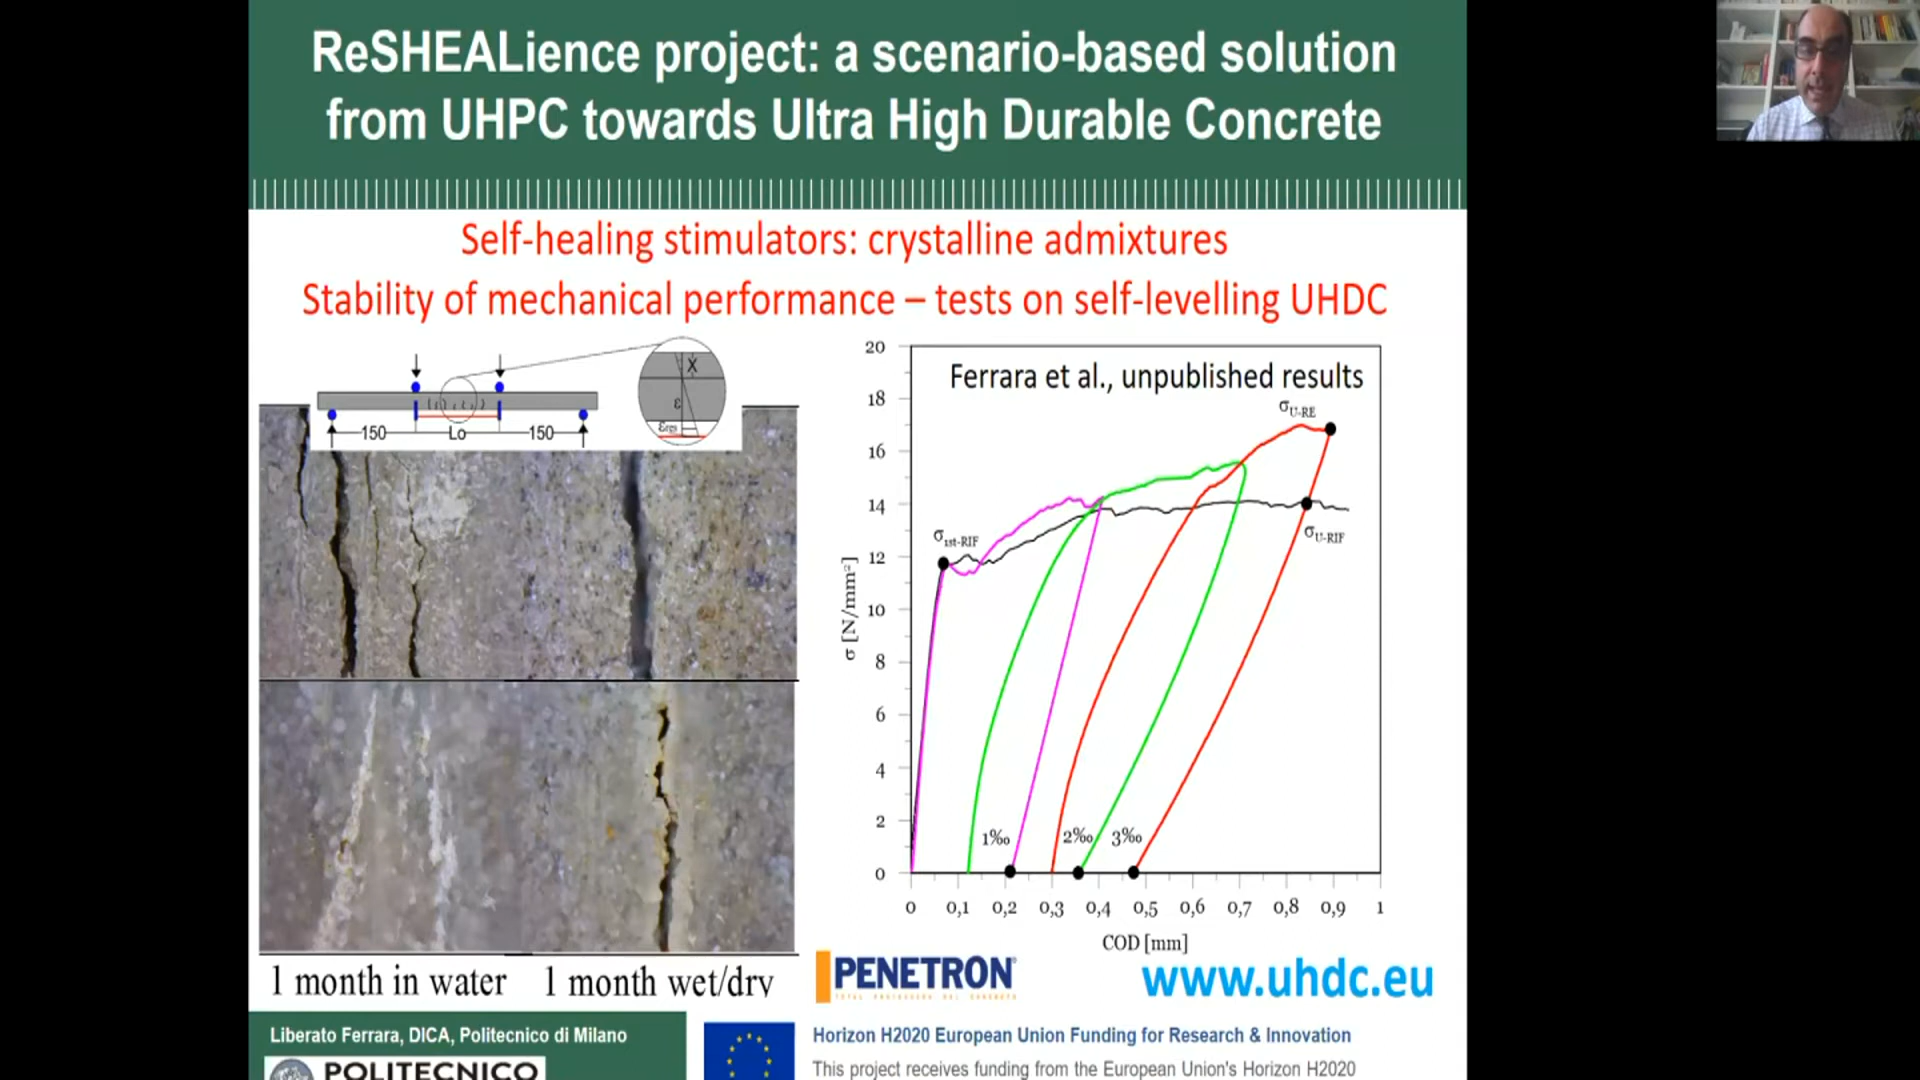 ReSHEALience project: a scenario-based solution
from UHPC towards Ultra High Durable Concrete
Self-healing stimulators: crystalline admixtures
Stability of mechanical performance – tests on self-levelling UHDC
X
ε
εres
150 Lo 150
1 month in water 1 month wet/dry
Ferrara et al., unpublished results
σ [N/mm²]
20
18
16
14
12
10
8
6
4
2
0
σU-RE
σU-RIF
σ1st-RIF
1‰ 2‰ 3‰
0 0,1 0,2 0,3 0,4 0,5 0,6 0,7 0,8 0,9 1
COD [mm]
PENETRON®
www.uhdc.eu
Liberato Ferrara, DICA, Politecnico di Milano
POLITECNICO
Horizon H2020 European Union Funding for Research & Innovation
This project receives funding from the European Union's Horizon H2020